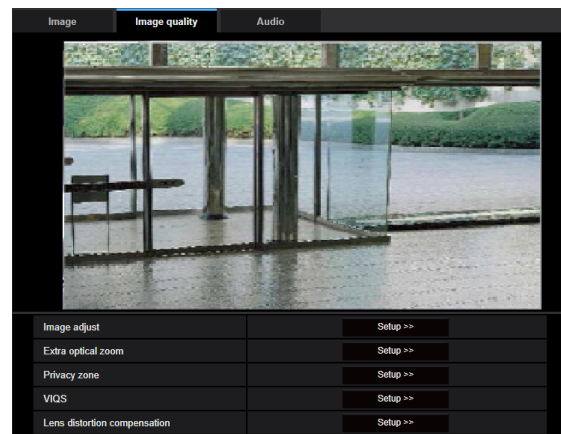 Image Image quality Audio
Image adjust Setup >>
Extra optical zoom Setup >>
Privacy zone Setup >>
VIQS Setup >>
Lens distortion compensation Setup >>